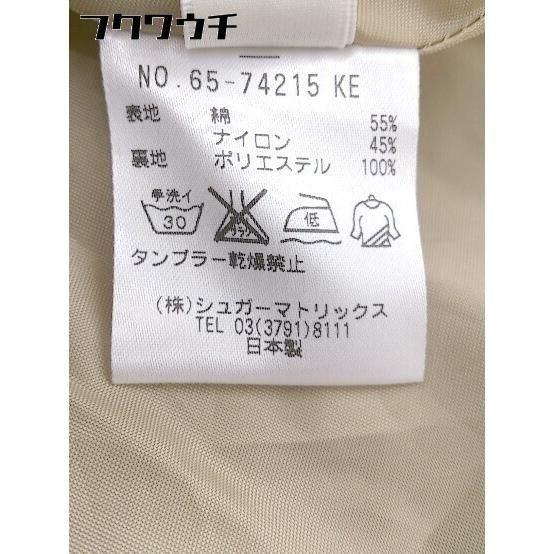 フクワウチ
NO.65-74215 KE
表地 綿 55%
ナイロン 45%
裏地 ポリエステル 100%
手洗イ
30
低
タンブラー乾燥禁止
(株)シュガーマトリックス
TEL 03(3791)8111
日本製